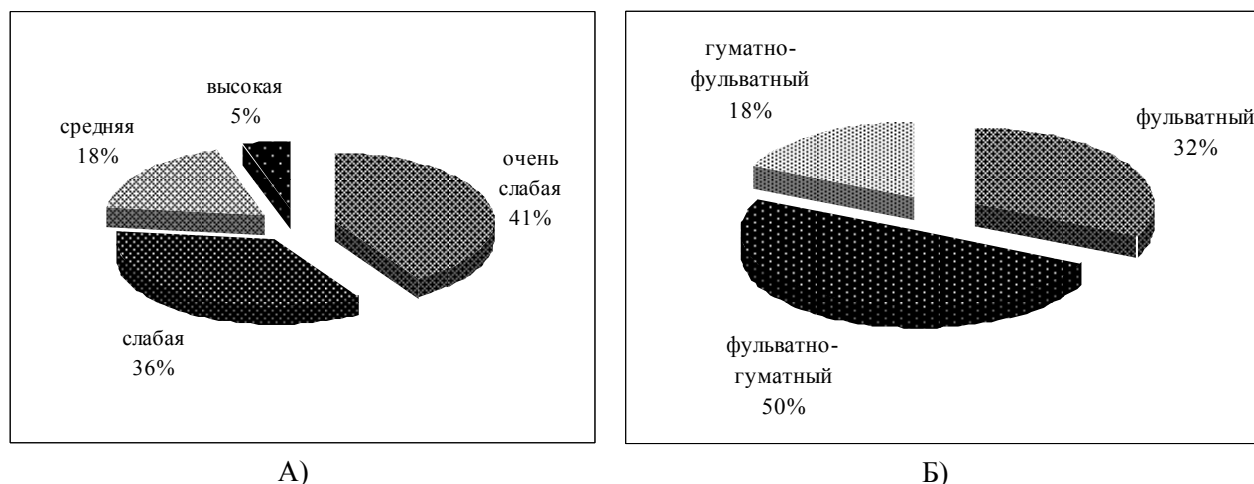 высокая
5%
средняя
18%
очень
слабая
41%
слабая
36%
А)
гуматно-
фульватный
18%
фульватный
32%
фульватно-
гуматный
50%
Б)